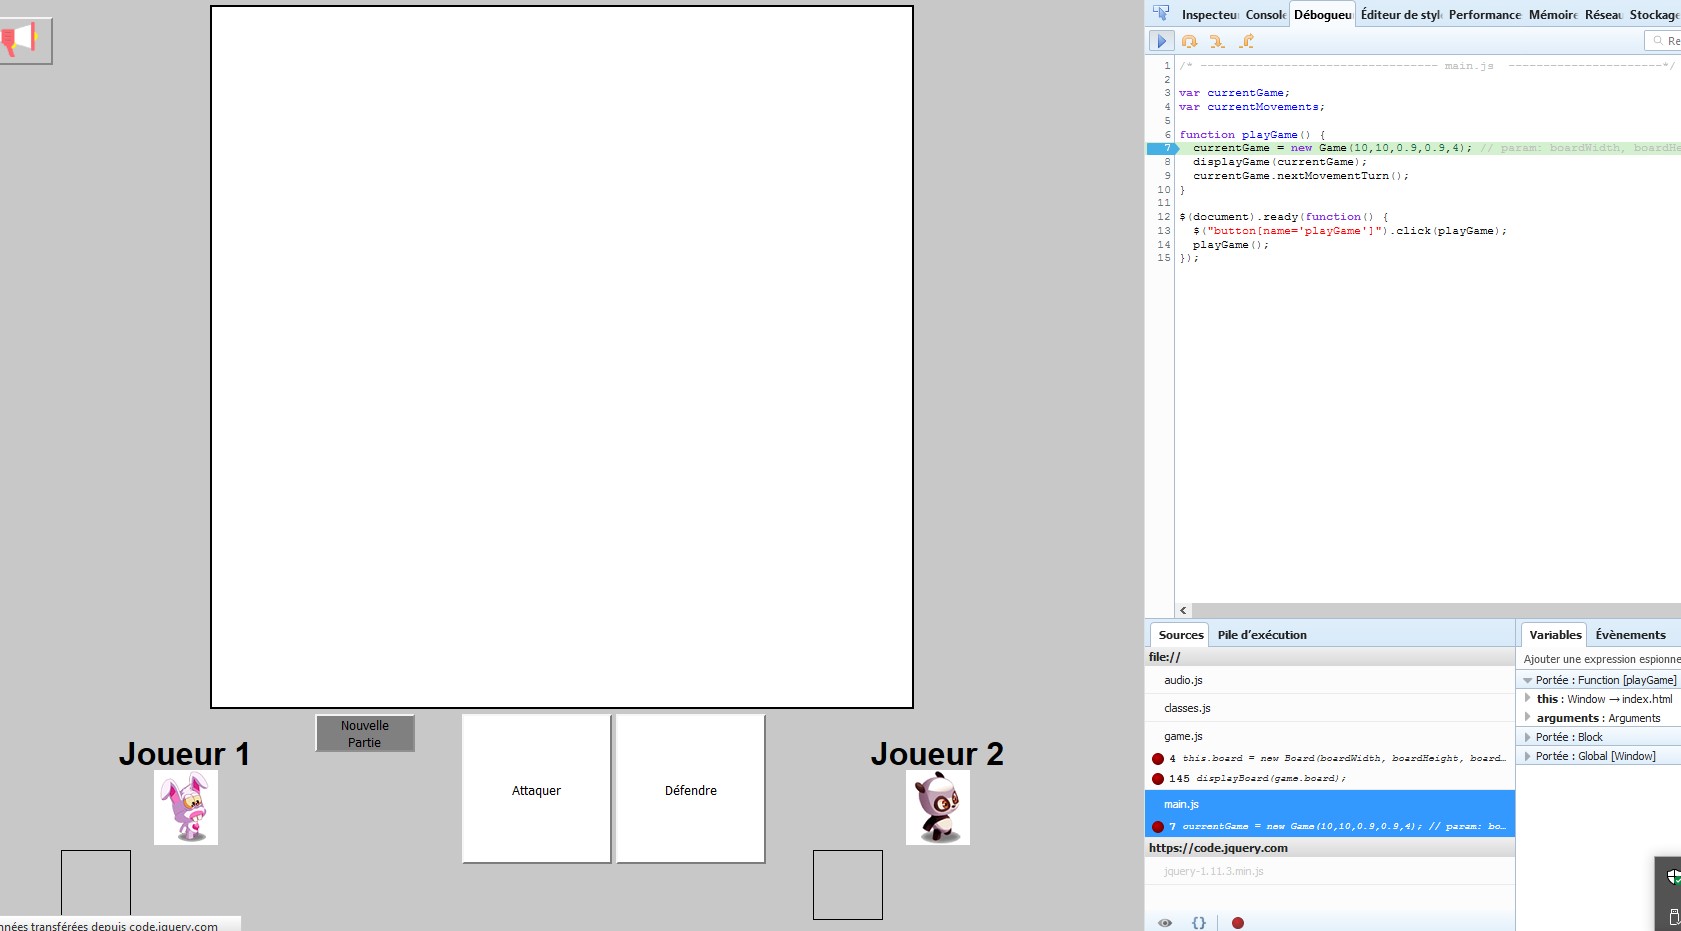 Inspecteu Console Débogueu Éditeur de styl Performance Mémoire Réseau Stockage
Re
1 /* ---------------------------------- main.js ----------------------*/
2
3 var currentGame;
4 var currentMovements;
5
6 function playGame() {
7 currentGame = new Game(10,10,0.9,0.9,4); // param: boardWidth, boardHe
8 displayGame(currentGame);
9 currentGame.nextMovementTurn();
10 }
11
12 $(document).ready(function() {
13 $("button[name='playGame']").click(playGame);
14 playGame();
15 });
Nouvelle
Partie
Joueur 1
Attaquer
Défendre
Joueur 2
nnées transférées depuis code.jquery.com
Sources Pile d'exécution
file://
audio.js
classes.js
game.js
4 this.board = new Board(boardWidth, boardHeight, board…
145 displayBoard(game.board);
main.js
7 currentGame = new Game(10,10,0.9,0.9,4); // param: bo…
https://code.jquery.com
jquery-1.11.3.min.js
{}
Variables Évènements
Ajouter une expression espionne
Portée : Function [playGame]
this : Window → index.html
arguments : Arguments
Portée : Block
Portée : Global [Window]